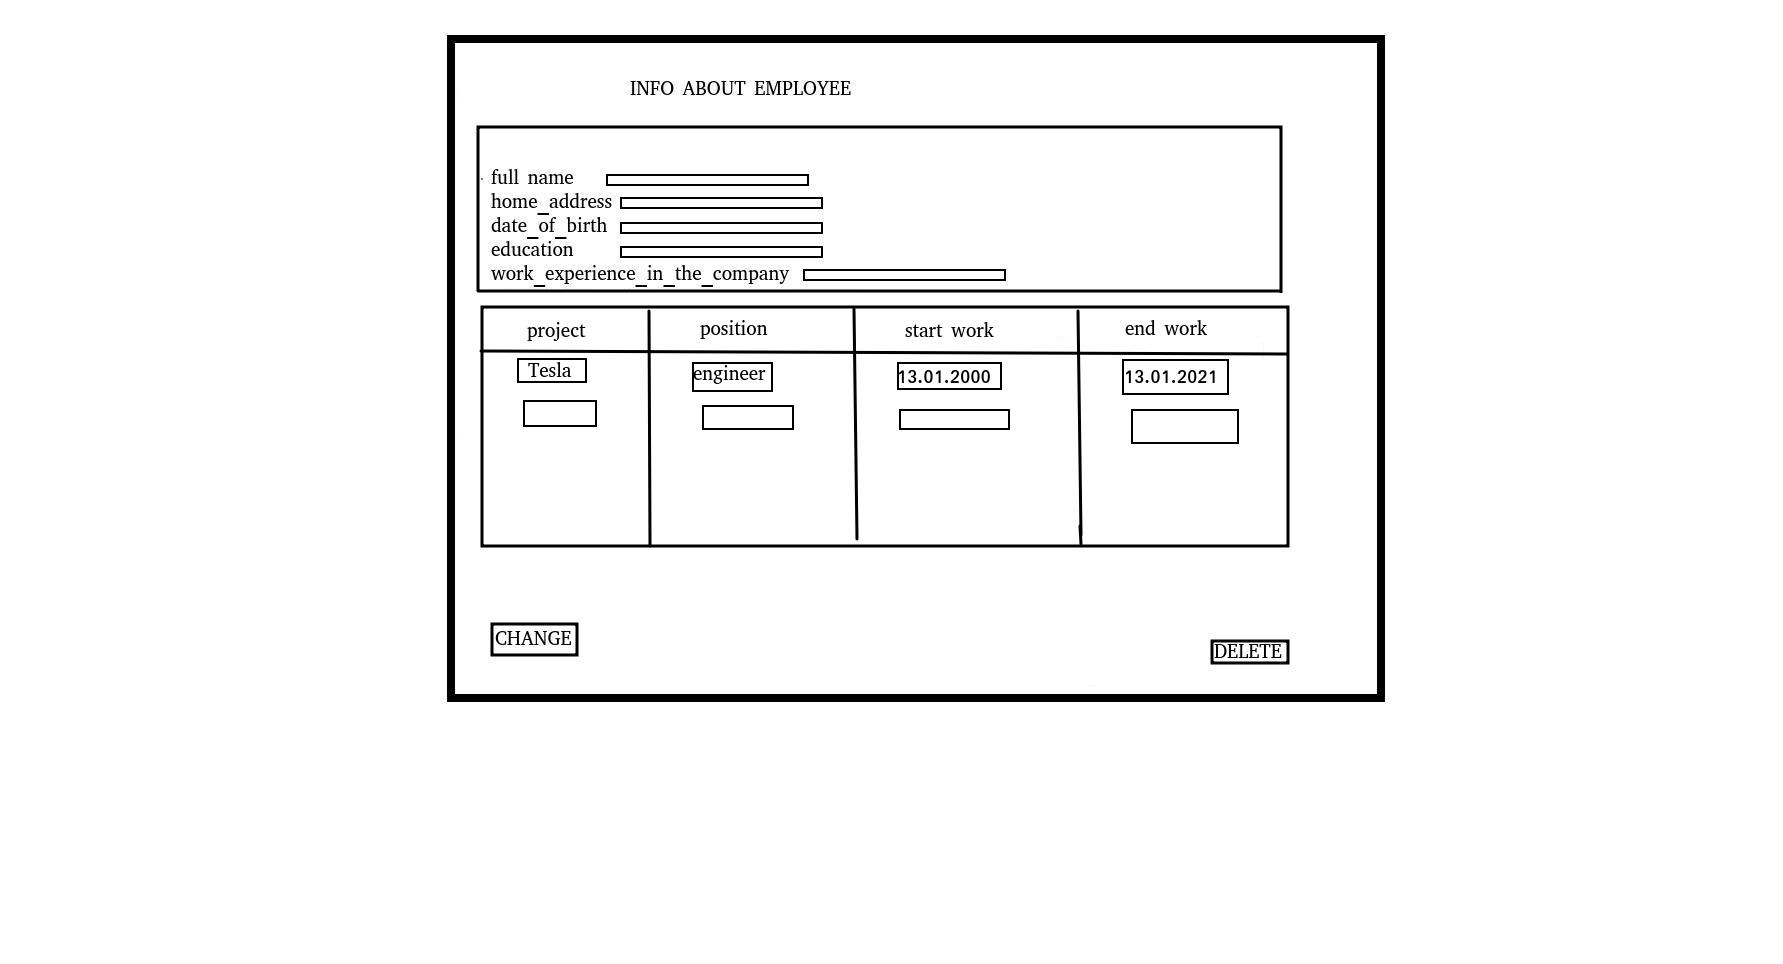 INFO ABOUT EMPLOYEE
full name
home_address
date_of_birth
education
work_experience_in_the_company
project position start work end work
Tesla engineer 13.01.2000 13.01.2021
CHANGE DELETE